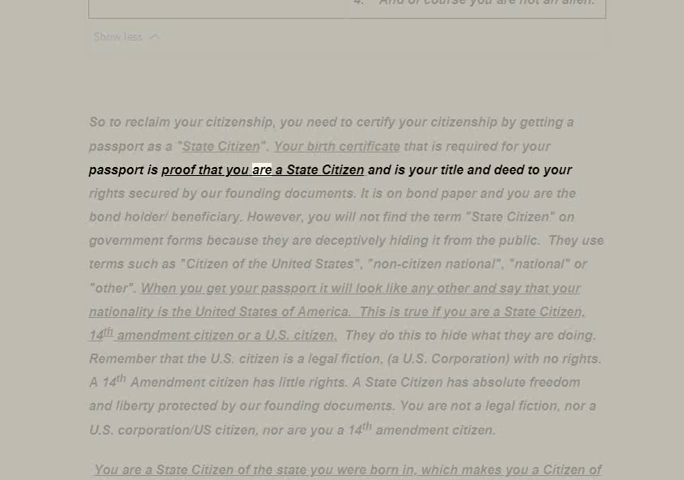 4. And of course you are not an alien.
Show less
So to reclaim your citizenship, you need to certify your citizenship by getting a
passport as a "State Citizen". Your birth certificate that is required for your
passport is proof that you are a State Citizen and is your title and deed to your
rights secured by our founding documents. It is on bond paper and you are the
bond holder/ beneficiary. However, you will not find the term "State Citizen" on
government forms because they are deceptively hiding it from the public. They use
terms such as "Citizen of the United States", "non-citizen national", "national" or
"other". When you get your passport it will look like any other and say that your
nationality is the United States of America. This is true if you are a State Citizen,
14th amendment citizen or a U.S. citizen. They do this to hide what they are doing.
Remember that the U.S. citizen is a legal fiction, (a U.S. Corporation) with no rights.
A 14th Amendment citizen has little rights. A State Citizen has absolute freedom
and liberty protected by our founding documents. You are not a legal fiction, nor a
U.S. corporation/US citizen, nor are you a 14th amendment citizen.
You are a State Citizen of the state you were born in, which makes you a Citizen of